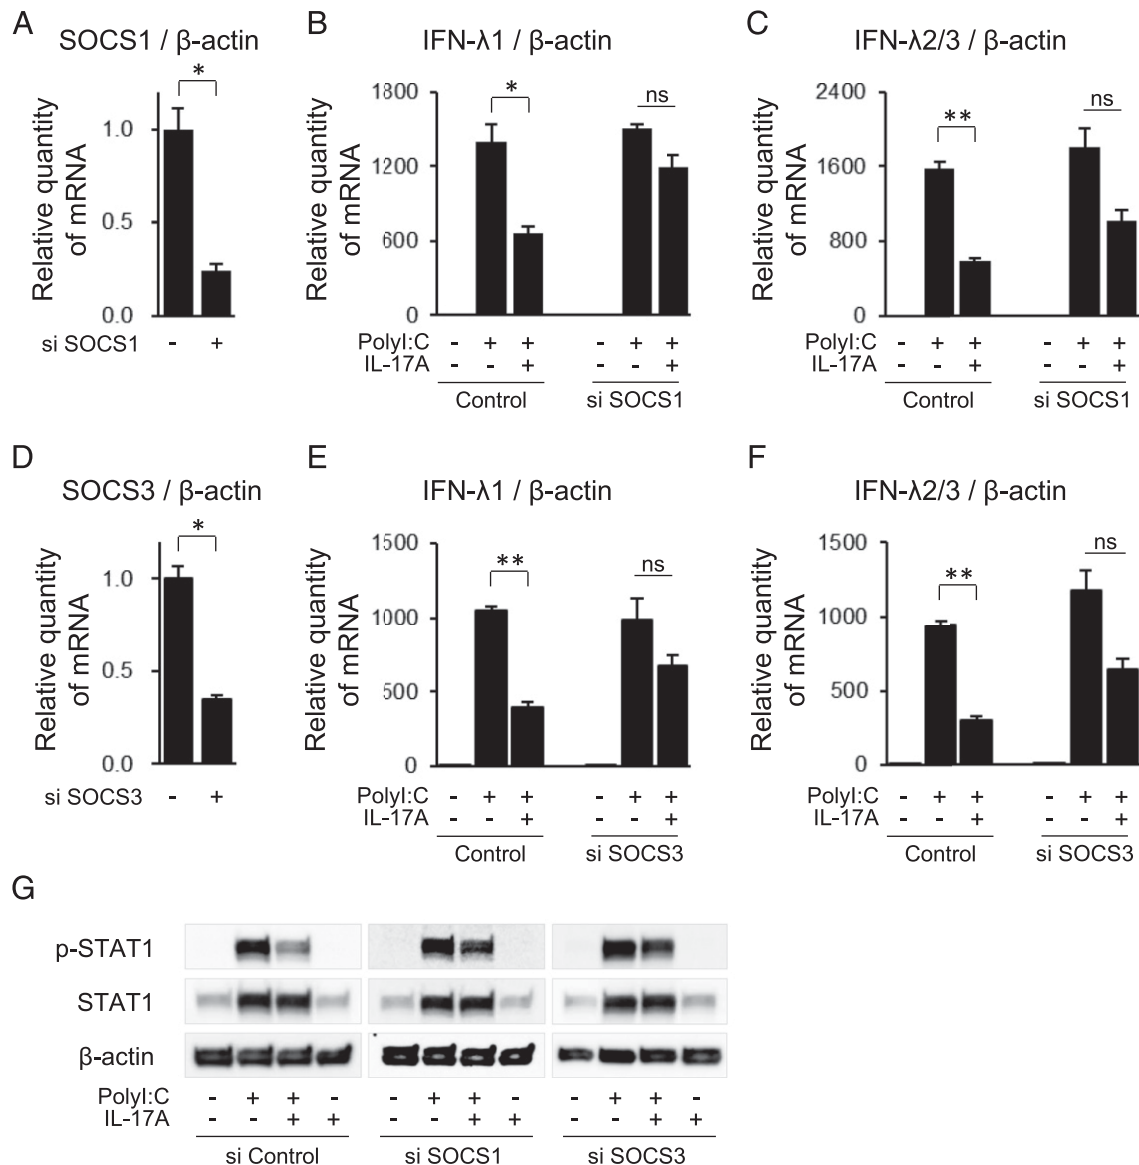 A
SOCS1 / β-actin
*
Relative quantity
of mRNA
1.0
0.5
0.0
si SOCS1 - +
B
IFN-λ1 / β-actin
* ns
Relative quantity
of mRNA
1800
1200
600
0
PolyI:C - + + - + +
IL-17A - - + - - +
Control si SOCS1
C
IFN-λ2/3 / β-actin
** ns
Relative quantity
of mRNA
2400
1600
800
0
PolyI:C - + + - + +
IL-17A - - + - - +
Control si SOCS1
D
SOCS3 / β-actin
*
Relative quantity
of mRNA
1.0
0.5
0.0
si SOCS3 - +
E
IFN-λ1 / β-actin
** ns
Relative quantity
of mRNA
1500
1000
500
0
PolyI:C - + + - + +
IL-17A - - + - - +
Control si SOCS3
F
IFN-λ2/3 / β-actin
** ns
Relative quantity
of mRNA
1500
1000
500
0
PolyI:C - + + - + +
IL-17A - - + - - +
Control si SOCS3
G
p-STAT1
STAT1
β-actin
PolyI:C - + + - - + + - - + + -
IL-17A - - + + - - + + - - + +
si Control si SOCS1 si SOCS3